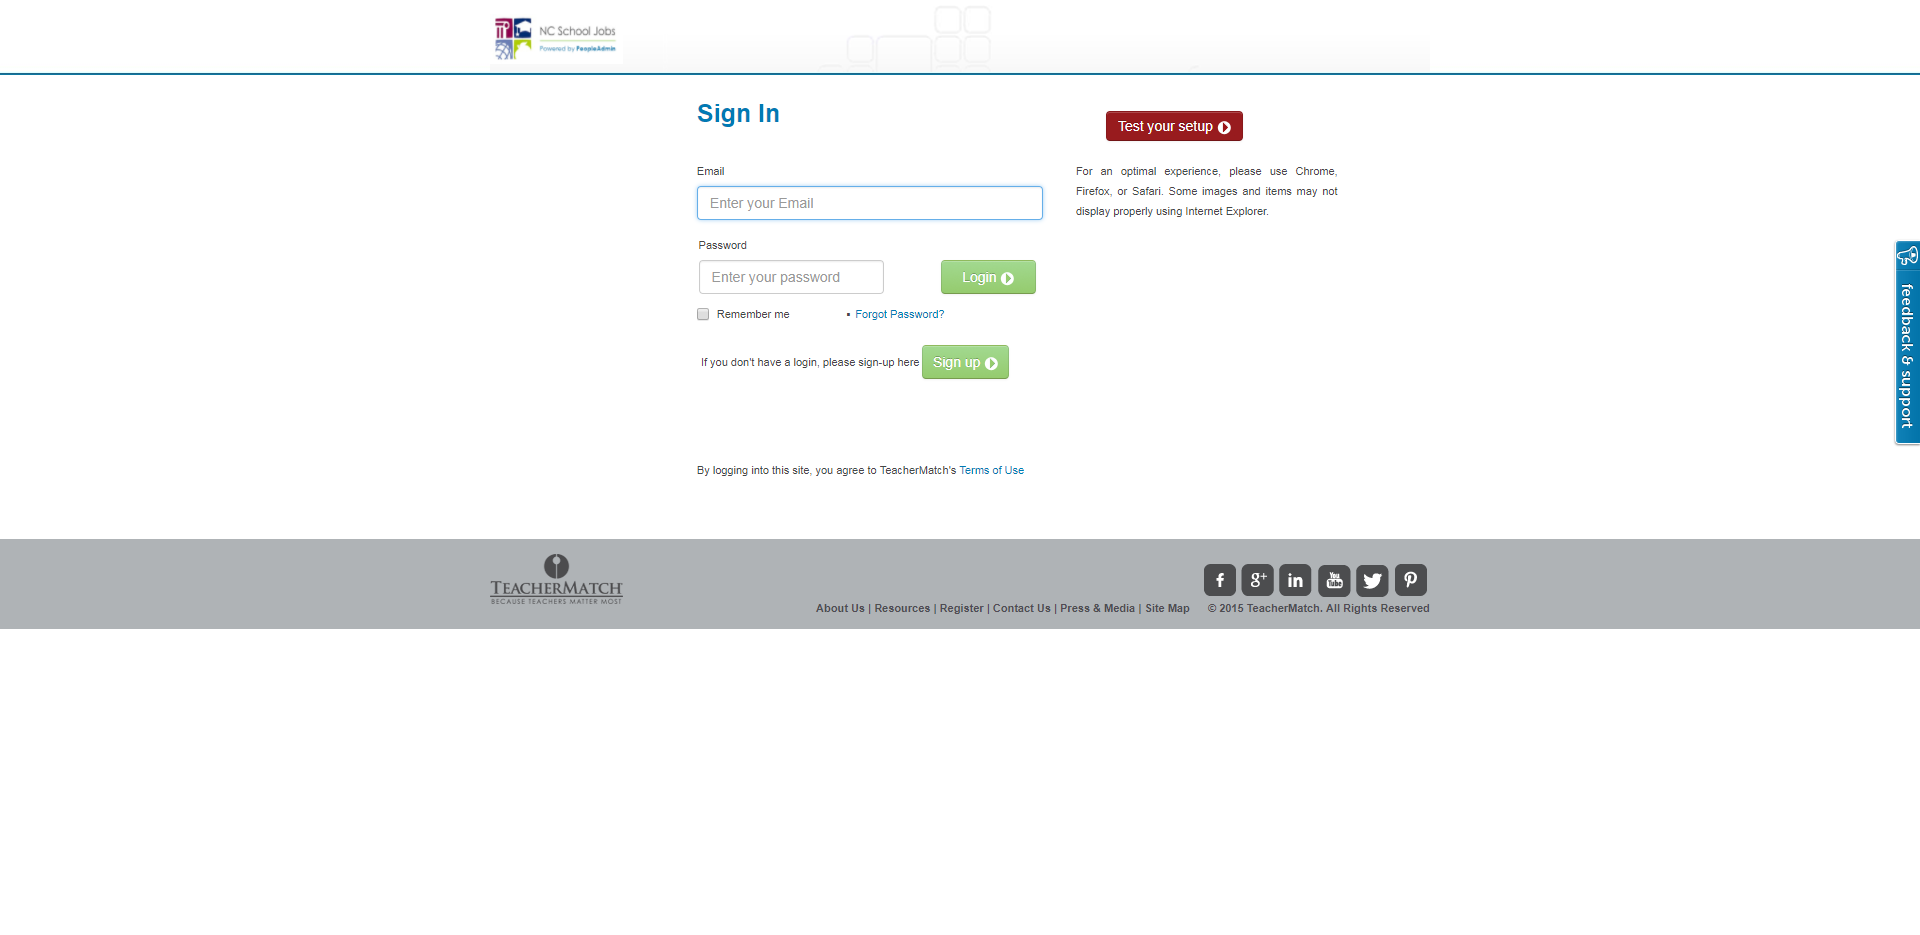 NC School Jobs
Powered by PeopleAdmin
Sign In
Test your setup
Email
Enter your Email
For an optimal experience, please use Chrome,
Firefox, or Safari. Some images and items may not
display properly using Internet Explorer.
Password
Enter your password
Login
Remember me
Forgot Password?
If you don't have a login, please sign-up here
Sign up
feedback & support
By logging into this site, you agree to TeacherMatch's Terms of Use
TEACHERMATCH
BECAUSE TEACHERS MATTER MOST
f
g+
in
You Tube
About Us | Resources | Register | Contact Us | Press & Media | Site Map © 2015 TeacherMatch. All Rights Reserved